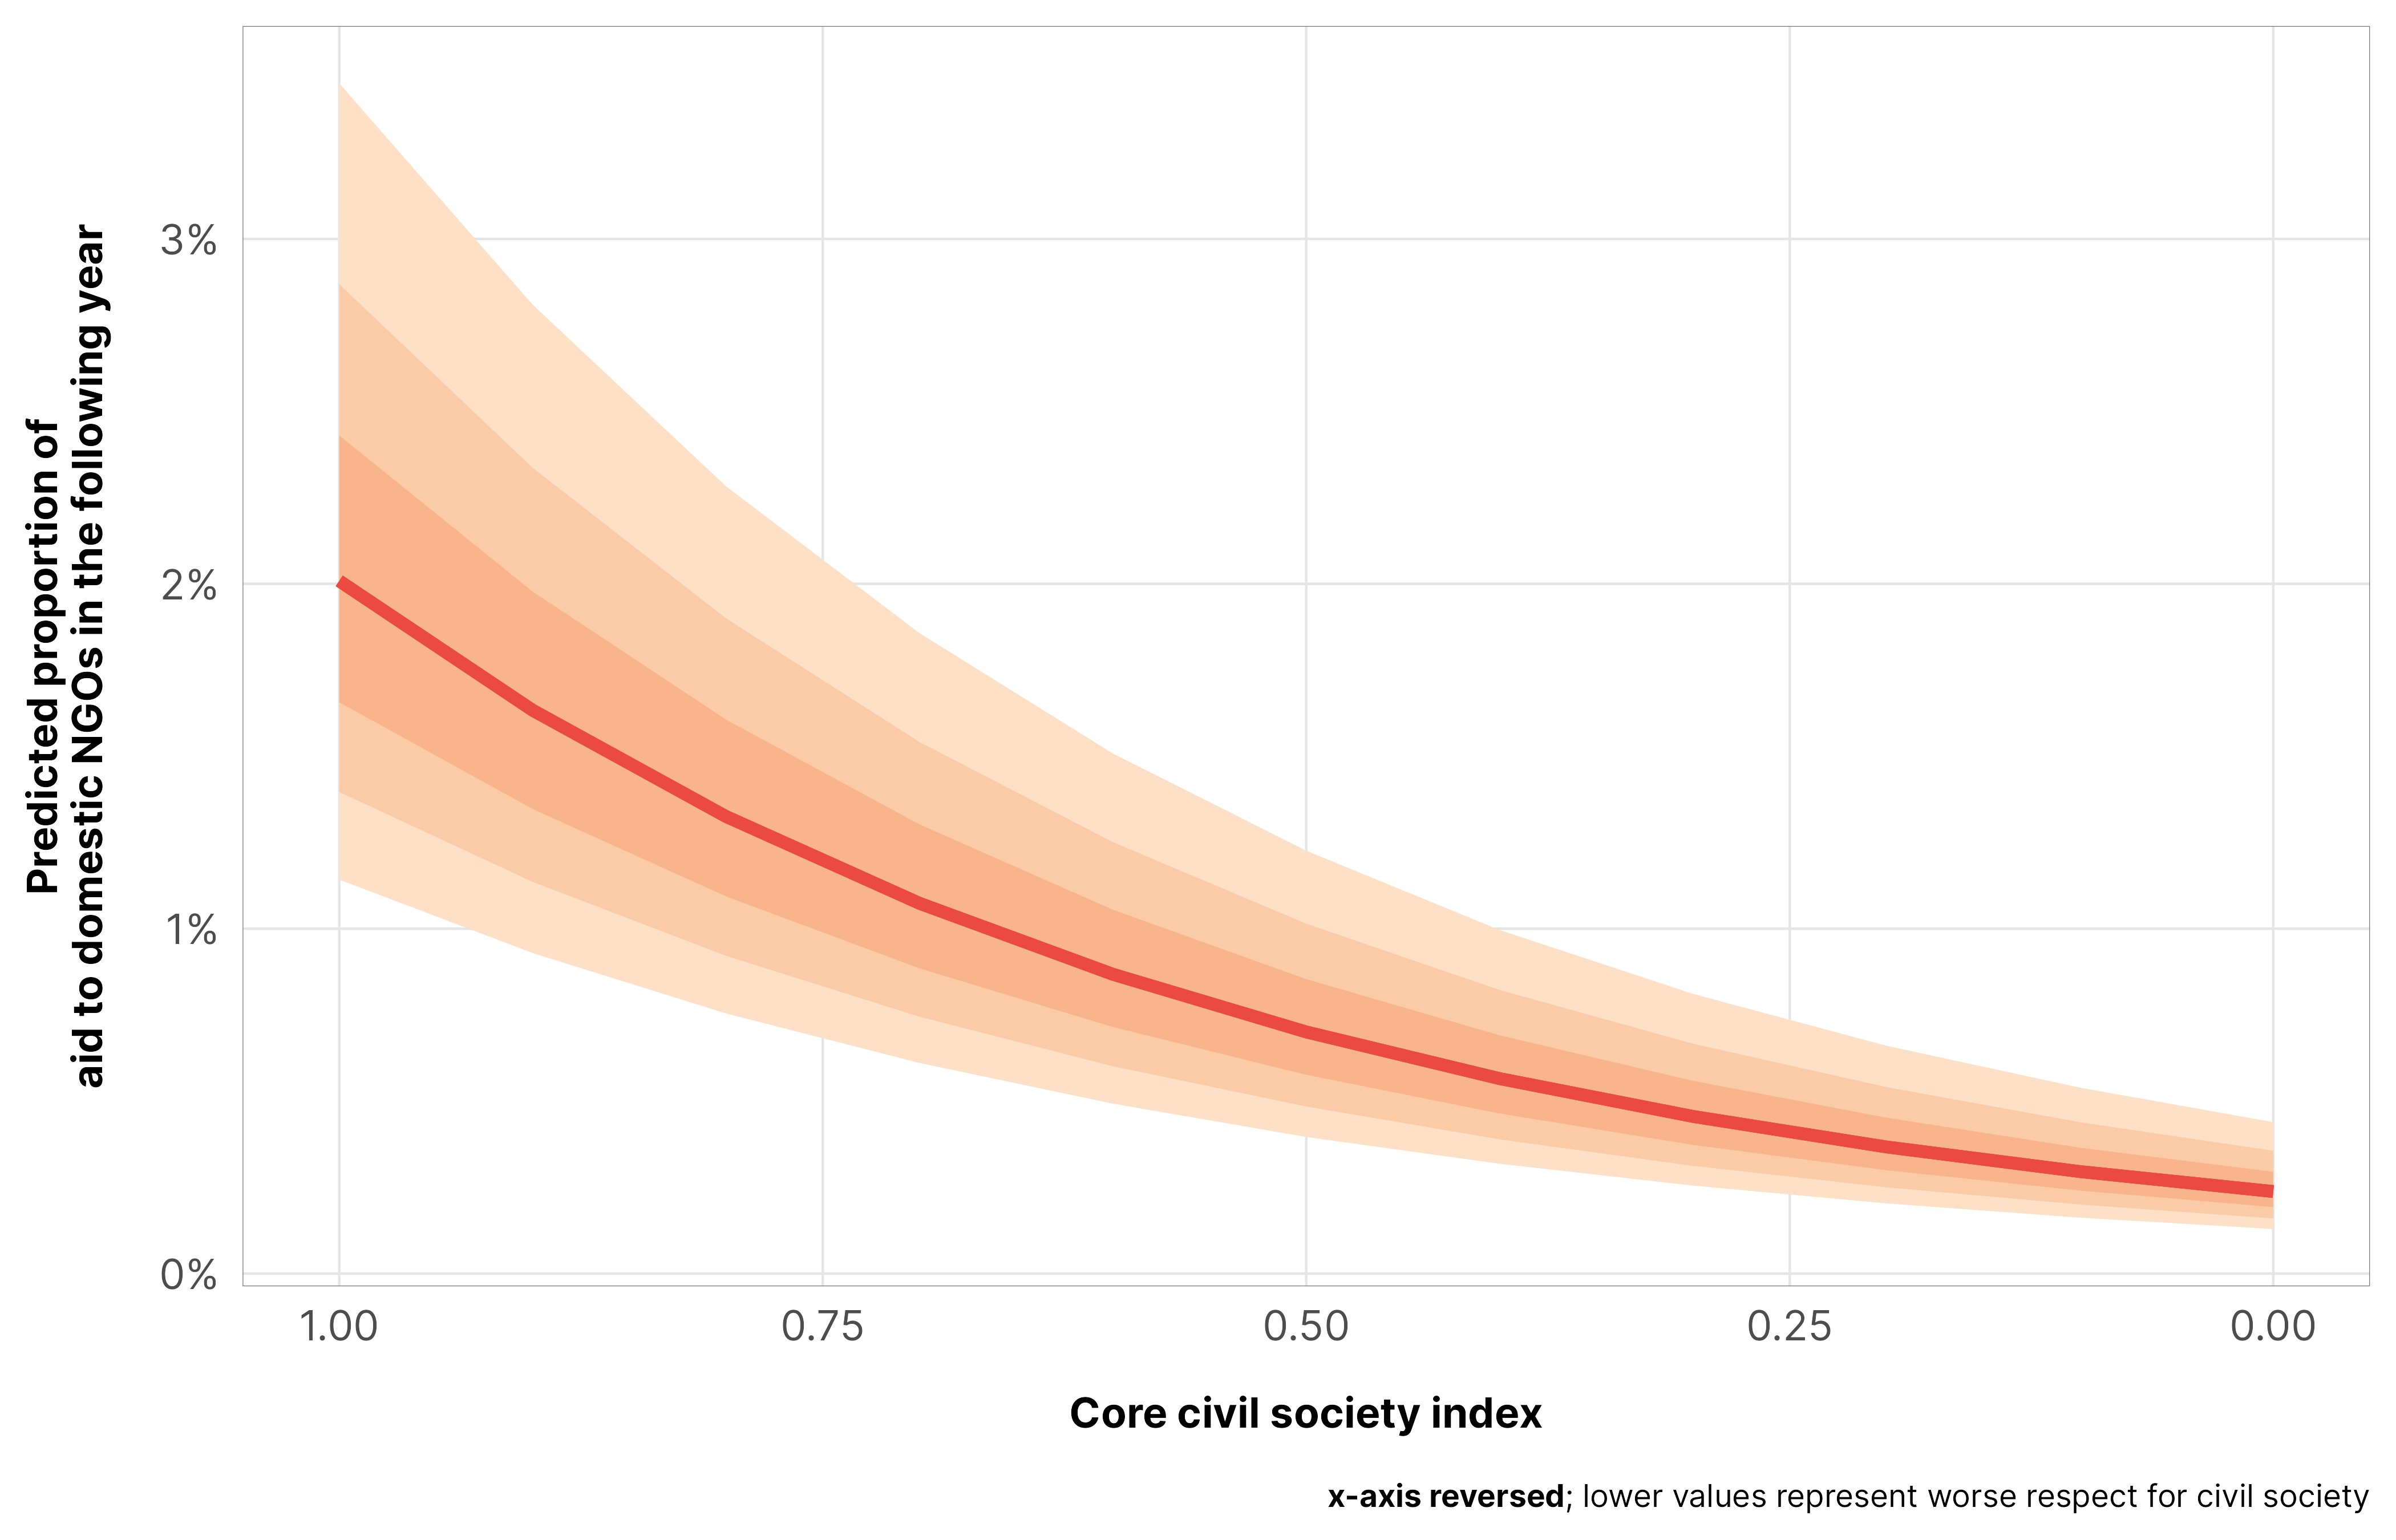 Predicted proportion of
aid to domestic NGOs in the following year
3%
2%
1%
0%
1.00 0.75 0.50 0.25 0.00
Core civil society index
x-axis reversed; lower values represent worse respect for civil society